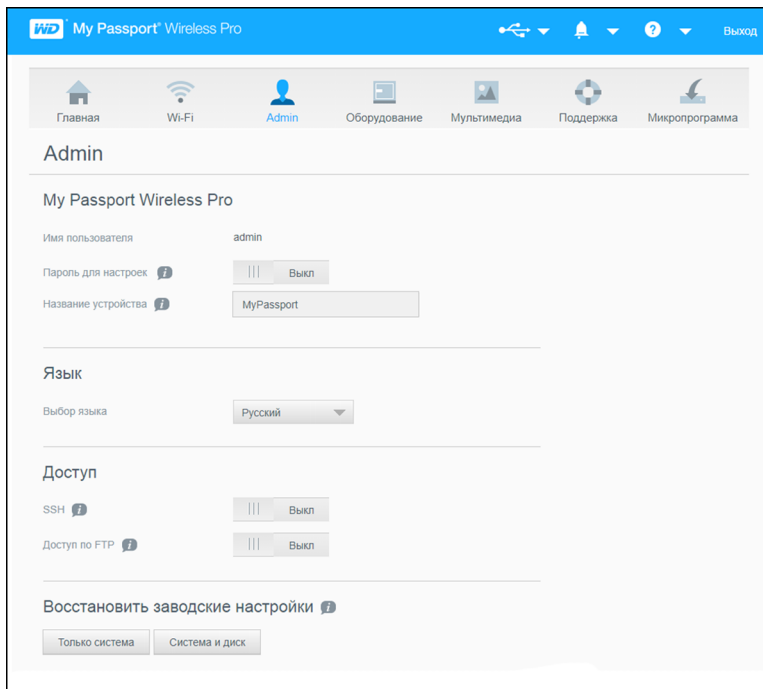 WD My Passport® Wireless Pro
Выход
Главная
Wi-Fi
Admin
Оборудование
Мультимедиа
Поддержка
Микропрограмма
Admin
My Passport Wireless Pro
Имя пользователя admin
Пароль для настроек Выкл
Название устройства MyPassport
Язык
Выбор языка Русский
Доступ
SSH Выкл
Доступ по FTP Выкл
Восстановить заводские настройки
Только система Система и диск